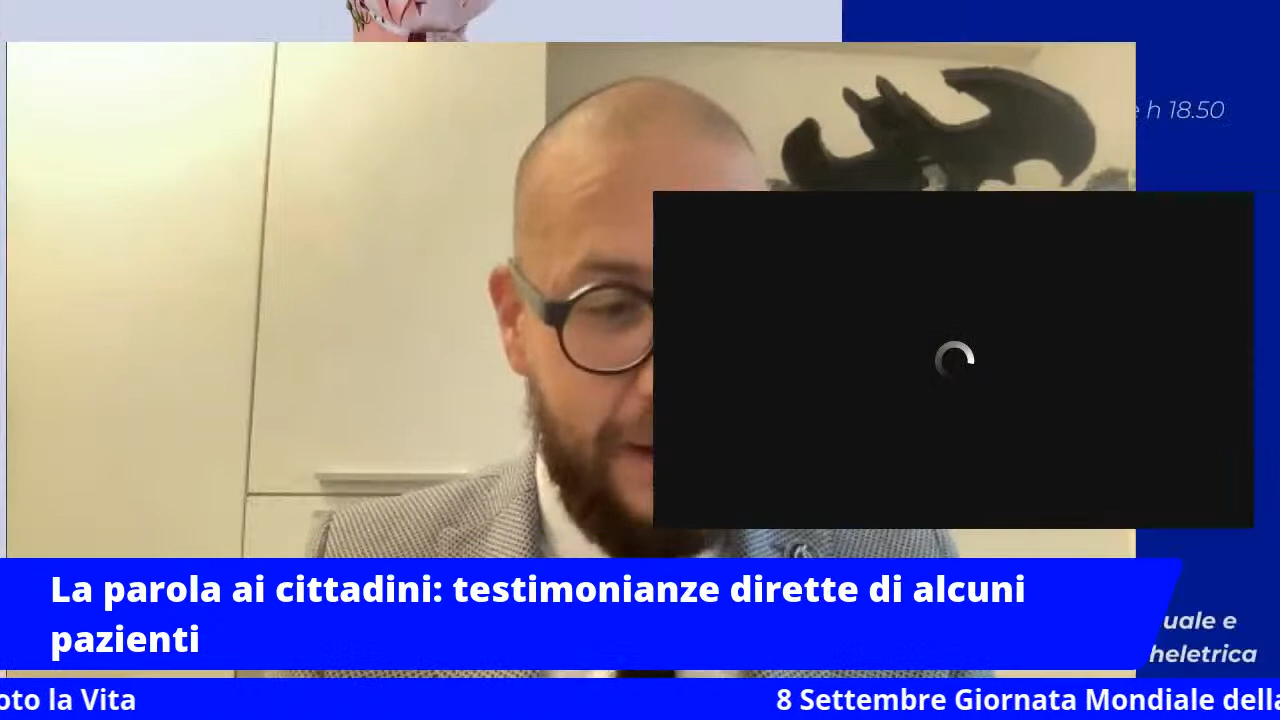 h 18.50
La parola ai cittadini: testimonianze dirette di alcuni
pazienti
uale e
heletrica
oto la Vita
8 Settembre Giornata Mondiale della